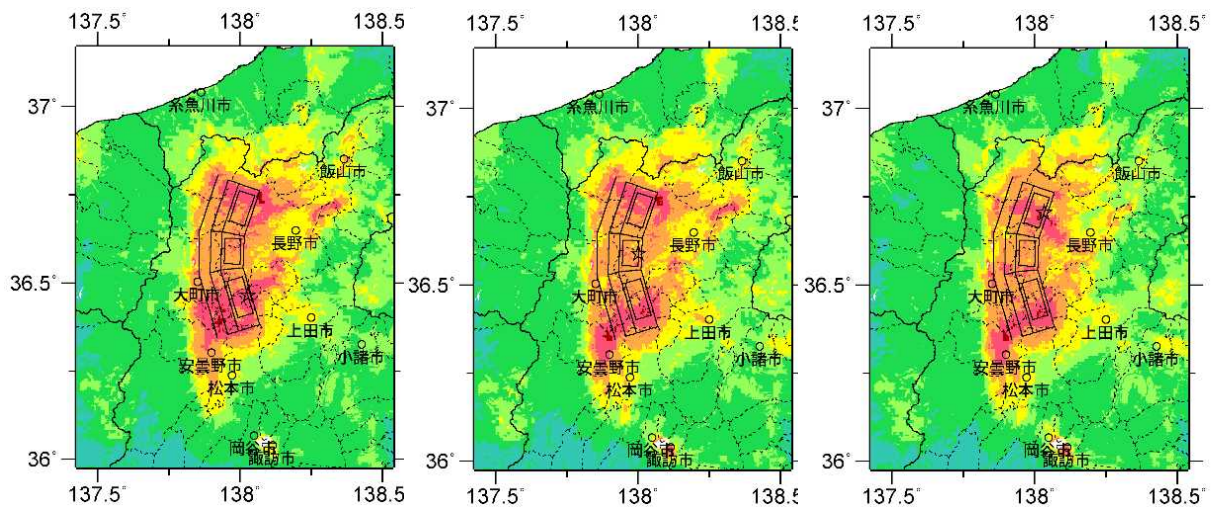 137.5° 138° 138.5°
37°
36.5°
36°
糸魚川市
飯山市
長野市
大町市
上田市
小諸市
安曇野市
松本市
岡谷市
諏訪市
137.5° 138° 138.5°
137.5° 138° 138.5°
37°
36.5°
36°
糸魚川市
飯山市
長野市
大町市
上田市
小諸市
安曇野市
松本市
岡谷市
諏訪市
137.5° 138° 138.5°
137.5° 138° 138.5°
37°
36.5°
36°
糸魚川市
飯山市
長野市
大町市
上田市
小諸市
安曇野市
松本市
岡谷市
諏訪市
137.5° 138° 138.5°